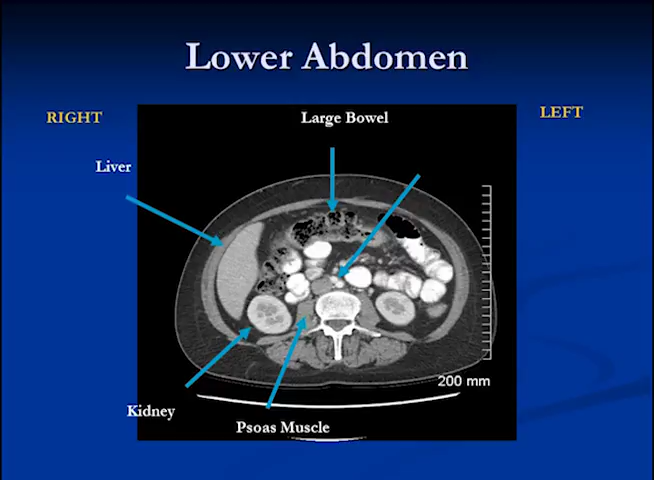 Lower Abdomen
RIGHT
Large Bowel
LEFT
Liver
200 mm
Kidney
Psoas Muscle